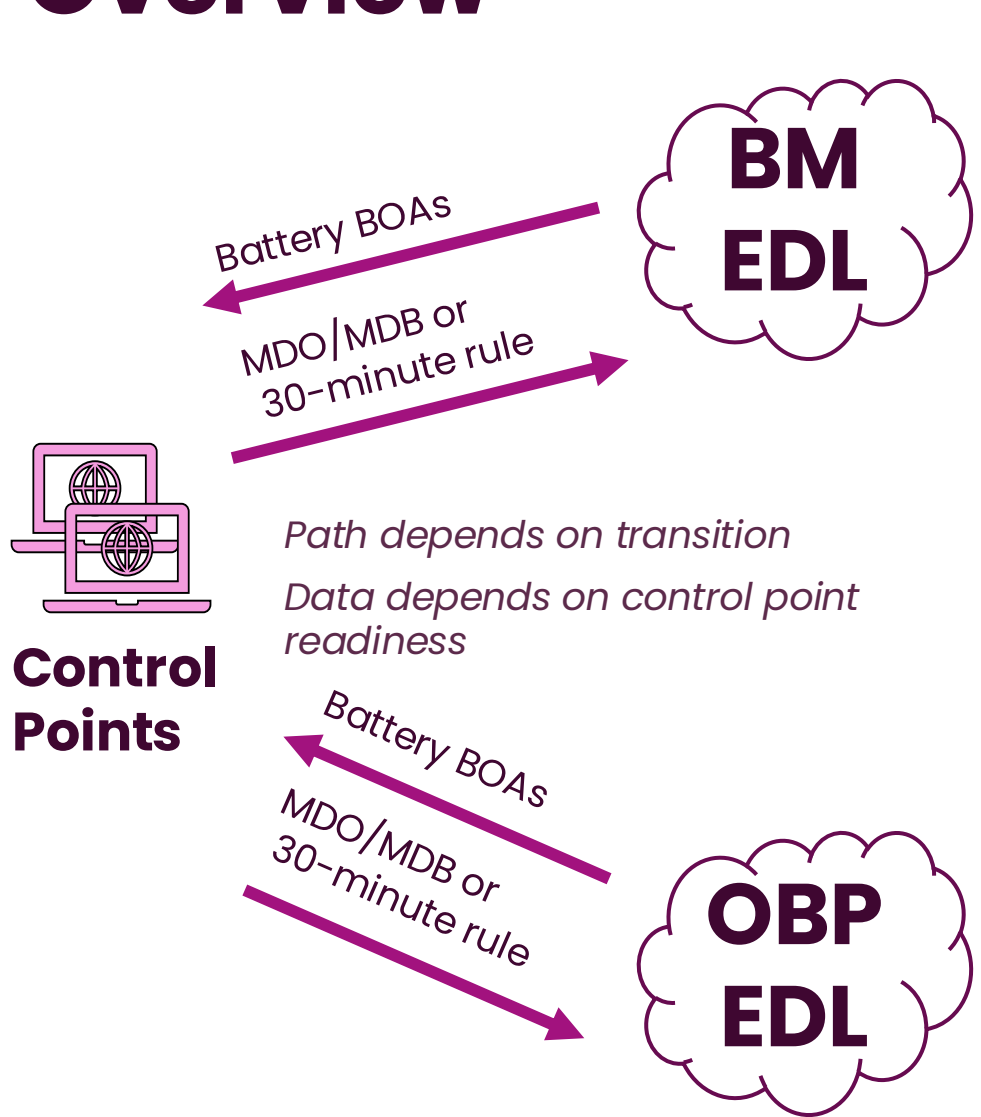 Overview
BM
EDL
Battery BOAs
MDO/MDB or
30-minute rule
Path depends on transition
Data depends on control point
readiness
Control
Points
Battery BOAs
MDO/MDB or
30-minute rule
OBP
EDL